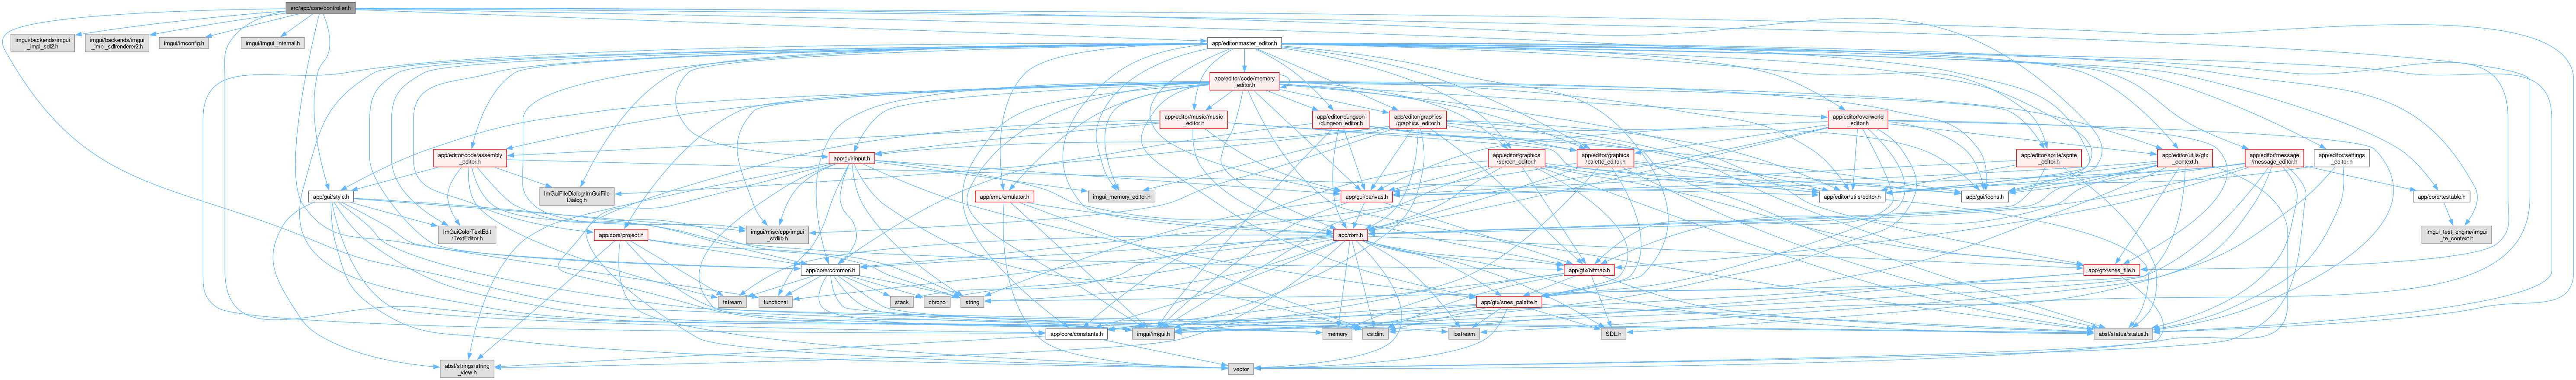 src/app/core/controller.h
imgui/backends/imgui
_impl_sdl2.h
imgui/backends/imgui
_impl_sdlrenderer2.h
imgui/imconfig.h
imgui/imgui_internal.h
app/editor/master_editor.h
app/editor/code/memory
_editor.h
app/editor/music/music
_editor.h
app/editor/dungeon
/dungeon_editor.h
app/editor/graphics
/graphics_editor.h
app/editor/overworld
_editor.h
app/editor/code/assembly
_editor.h
app/gui/input.h
app/editor/graphics
/screen_editor.h
app/editor/graphics
/palette_editor.h
app/editor/sprite/sprite
_editor.h
app/editor/utils/gfx
_context.h
app/editor/message
/message_editor.h
app/editor/settings
_editor.h
app/gui/style.h
ImGuiFileDialog/ImGuiFile
Dialog.h
app/emu/emulator.h
imgui_memory_editor.h
app/gui/canvas.h
app/editor/utils/editor.h
app/gui/icons.h
app/core/testable.h
ImGuiColorTextEdit
/TextEditor.h
app/core/project.h
imgui/misc/cpp/imgui
_stdlib.h
app/rom.h
imgui_test_engine/imgui
_te_context.h
app/core/common.h
app/gfx/bitmap.h
app/gfx/snes_tile.h
fstream
functional
stack
chrono
string
app/gfx/snes_palette.h
app/core/constants.h
imgui/imgui.h
memory
cstdint
iostream
SDL.h
absl/status/status.h
absl/strings/string
_view.h
vector